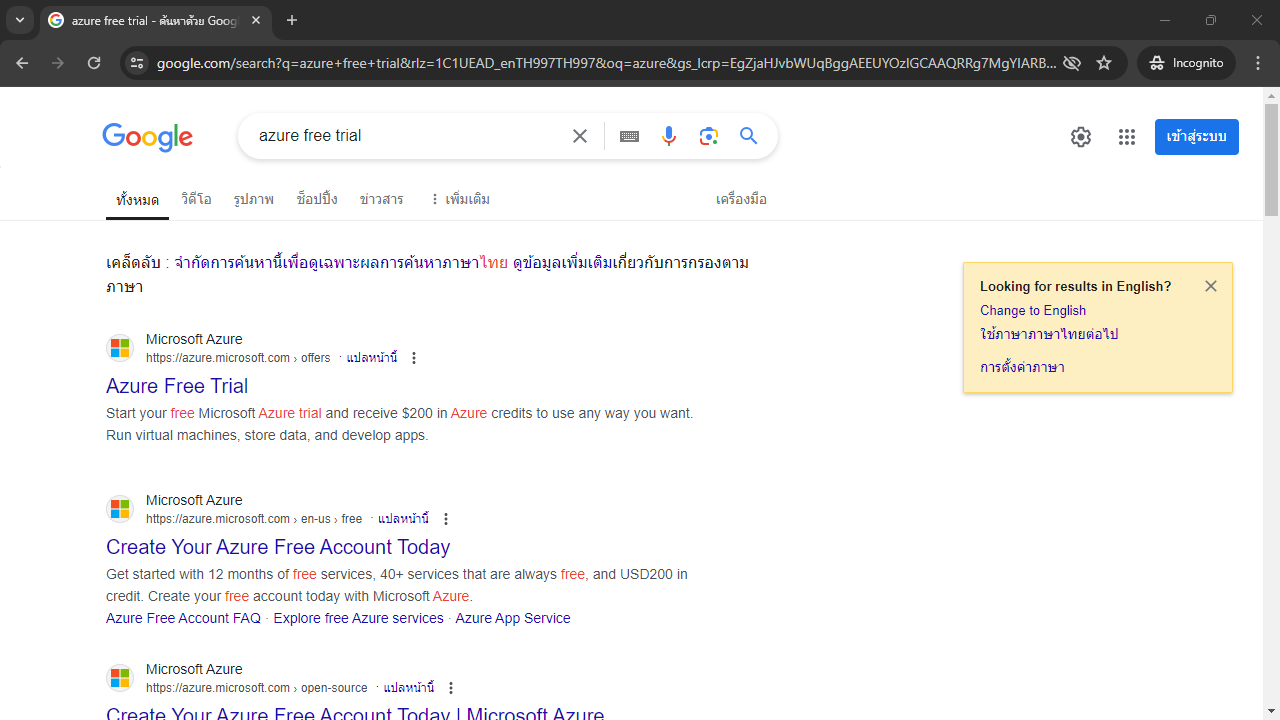 azure free trial - ค้นหาด้วย Goog
google.com/search?q=azure+free+trial&rlz=1C1UEAD_enTH997TH997&oq=azure&gs_lcrp=EgZjaHJvbWUqBggAEEUYOzIGCAAQRRg7MgYIARB...
Incognito
Google
azure free trial
เข้าสู่ระบบ
ทั้งหมด
วิดีโอ
รูปภาพ
ช็อปปิ้ง
ข่าวสาร
เพิ่มเติม
เครื่องมือ
เคล็ดลับ : จำกัดการค้นหานี้เพื่อดูเฉพาะผลการค้นหาภาษาไทย ดูข้อมูลเพิ่มเติมเกี่ยวกับการกรองตาม
ภาษา
Looking for results in English?
Change to English
ใช้ภาษาภาษาไทยต่อไป
การตั้งค่าภาษา
Microsoft Azure
https://azure.microsoft.com › offers · แปลหน้านี้
Azure Free Trial
Start your free Microsoft Azure trial and receive $200 in Azure credits to use any way you want.
Run virtual machines, store data, and develop apps.
Microsoft Azure
https://azure.microsoft.com › en-us › free · แปลหน้านี้
Create Your Azure Free Account Today
Get started with 12 months of free services, 40+ services that are always free, and USD200 in
credit. Create your free account today with Microsoft Azure.
Azure Free Account FAQ · Explore free Azure services · Azure App Service
Microsoft Azure
https://azure.microsoft.com › open-source · แปลหน้านี้
Create Your Azure Free Account Today | Microsoft Azure